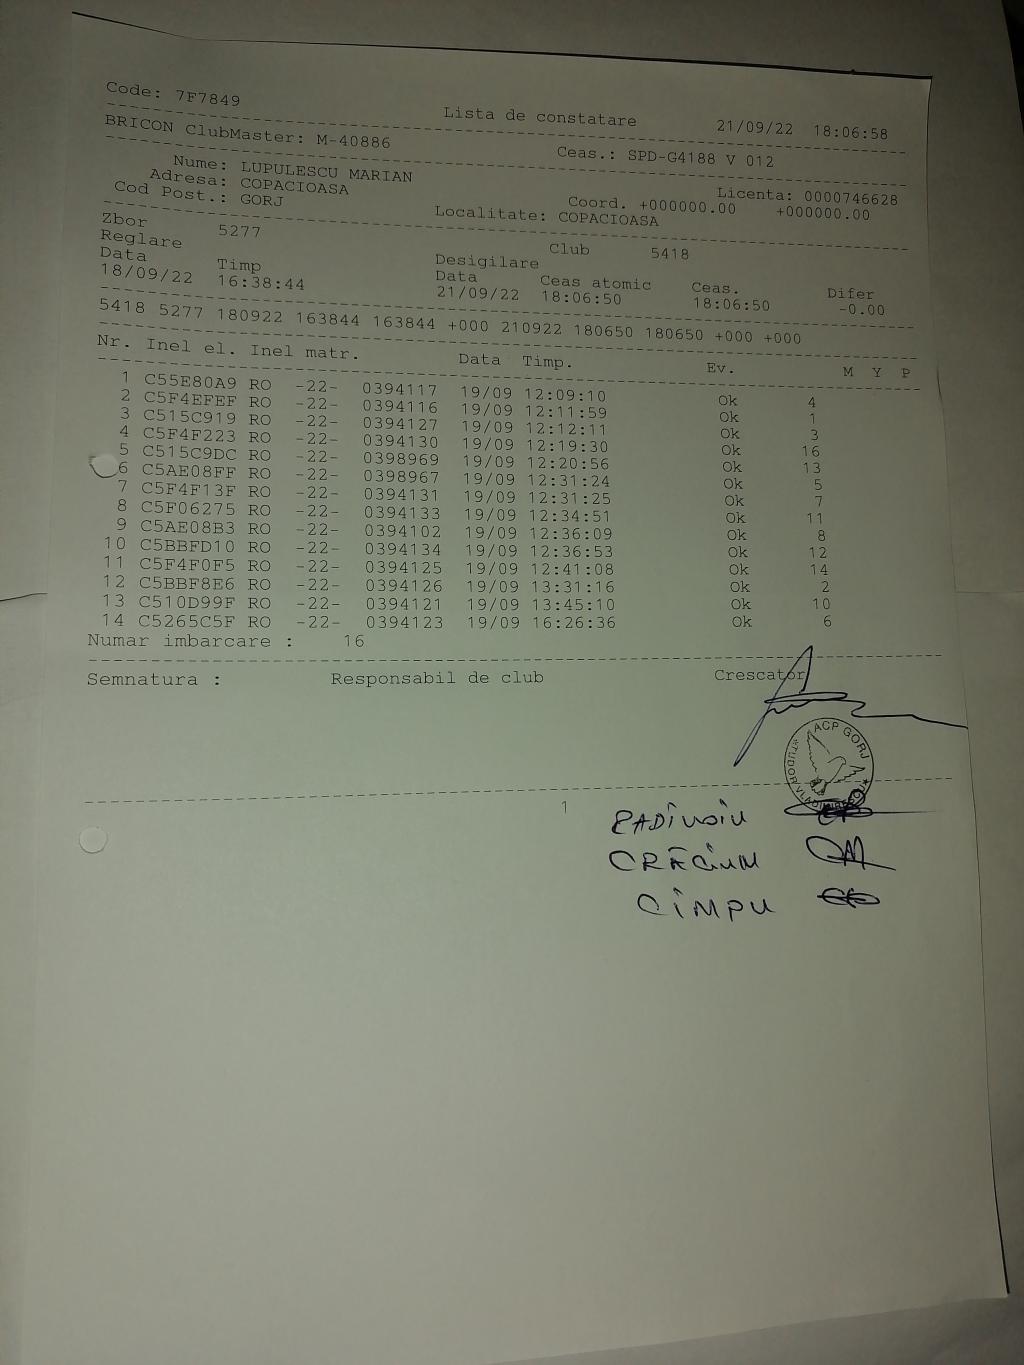 Code: 7F7849 Lista de constatare 21/09/22 18:06:58
BRICON ClubMaster: M-40886 Ceas.: SPD-G4188 V 012
Nume: LUPULESCU MARIAN Licenta: 0000746628
Adresa: COPACIOASA Coord. +000000.00 +000000.00
Cod Post.: GORJ Localitate: COPACIOASA
Zbor 5277 Club 5418
Reglare Desigilare
Data Timp Data Ceas atomic Ceas. Difer
18/09/22 16:38:44 21/09/22 18:06:50 18:06:50 -0.00
5418 5277 180922 163844 163844 +000 210922 180650 180650 +000 +000
Nr. Inel el. Inel matr. Data Timp. Ev. M Y P
1 C55E80A9 RO -22- 0394117 19/09 12:09:10 Ok 4
2 C5F4EFEF RO -22- 0394116 19/09 12:11:59 Ok 1
3 C515C919 RO -22- 0394127 19/09 12:12:11 Ok 3
4 C5F4F223 RO -22- 0394130 19/09 12:19:30 Ok 16
5 C515C9DC RO -22- 0398969 19/09 12:20:56 Ok 13
6 C5AE08FF RO -22- 0398967 19/09 12:31:24 Ok 5
7 C5F4F13F RO -22- 0394131 19/09 12:31:25 Ok 7
8 C5F06275 RO -22- 0394133 19/09 12:34:51 Ok 11
9 C5AE08B3 RO -22- 0394102 19/09 12:36:09 Ok 8
10 C5BBFD10 RO -22- 0394134 19/09 12:36:53 Ok 12
11 C5F4F0F5 RO -22- 0394125 19/09 12:41:08 Ok 14
12 C5BBF8E6 RO -22- 0394126 19/09 13:31:16 Ok 2
13 C510D99F RO -22- 0394121 19/09 13:45:10 Ok 10
14 C5265C5F RO -22- 0394123 19/09 16:26:36 Ok 6
Numar imbarcare : 16
Semnatura : Responsabil de club Crescator
ACP GORJ
1
CRĂCIUM
CÎMPU